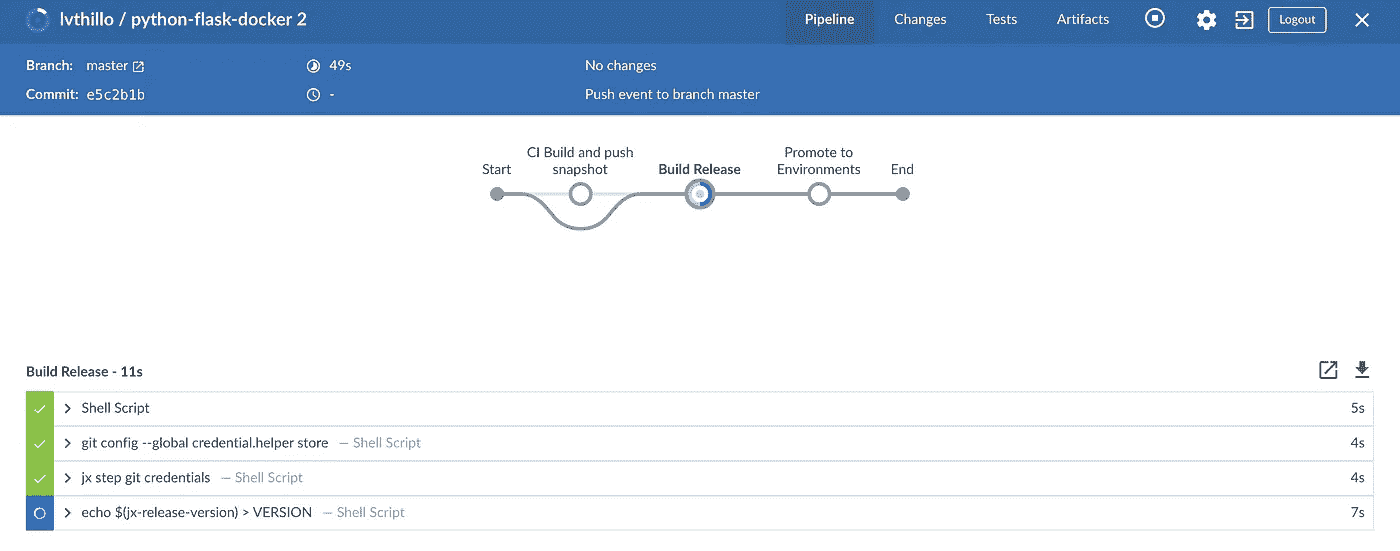 lvthillo / python-flask-docker 2
Pipeline
Changes
Tests
Artifacts
Logout
Branch: master
49s
No changes
Commit: e5c2b1b
-
Push event to branch master
Start
CI Build and push
snapshot
Build Release
Promote to
Environments
End
Build Release - 11s
Shell Script
5s
git config --global credential.helper store — Shell Script
4s
jx step git credentials — Shell Script
4s
echo $(jx-release-version) > VERSION — Shell Script
7s